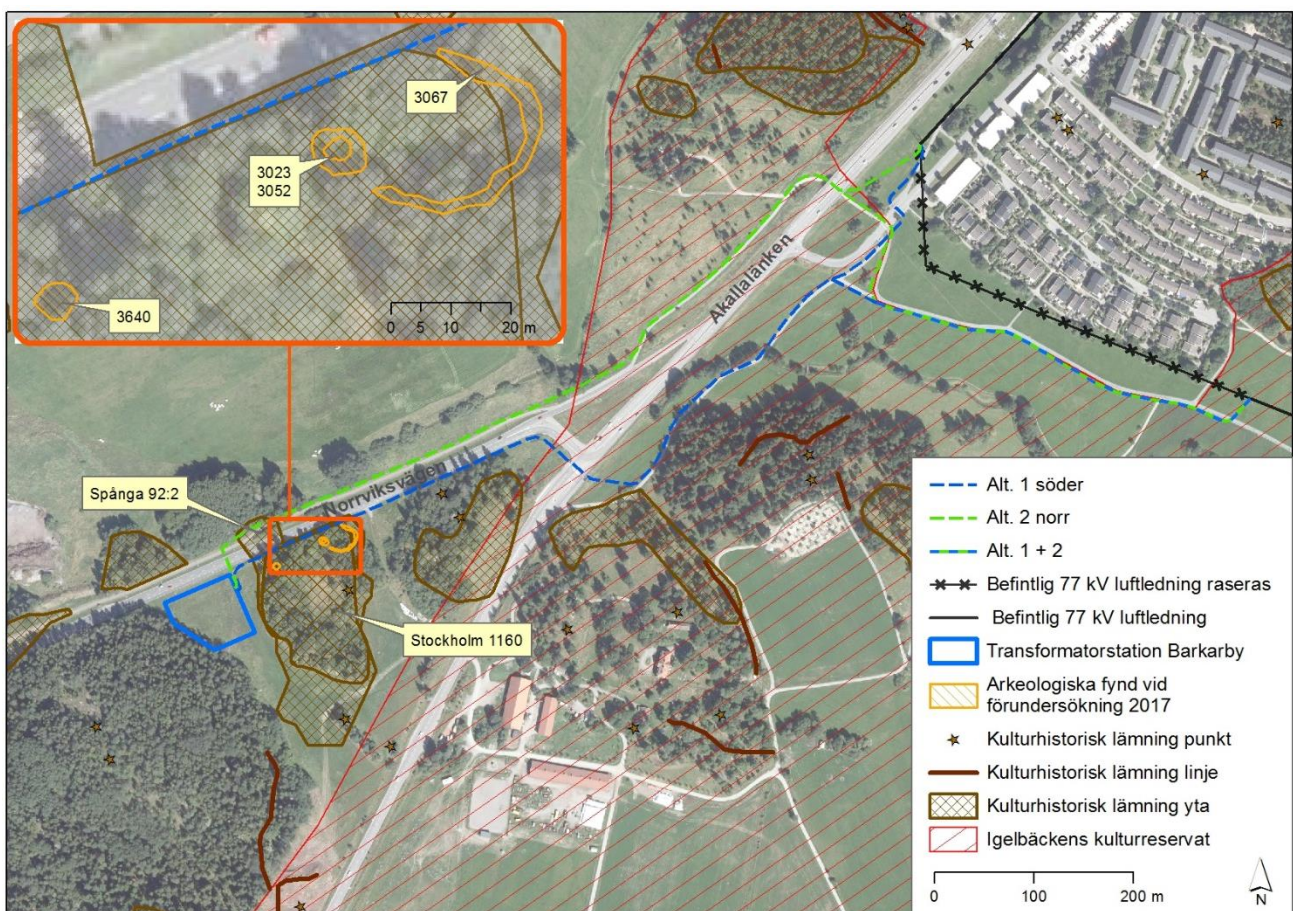 3067
3023
3052
3640
0 5 10 20 m
Akallalänken
Norrviksvägen
Spånga 92:2
Stockholm 1160
Alt. 1 söder
Alt. 2 norr
Alt. 1 + 2
Befintlig 77 kV luftledning raseras
Befintlig 77 kV luftledning
Transformatorstation Barkarby
Arkeologiska fynd vid
förundersökning 2017
Kulturhistorisk lämning punkt
Kulturhistorisk lämning linje
Kulturhistorisk lämning yta
Igelbäckens kulturreservat
0 100 200 m
N